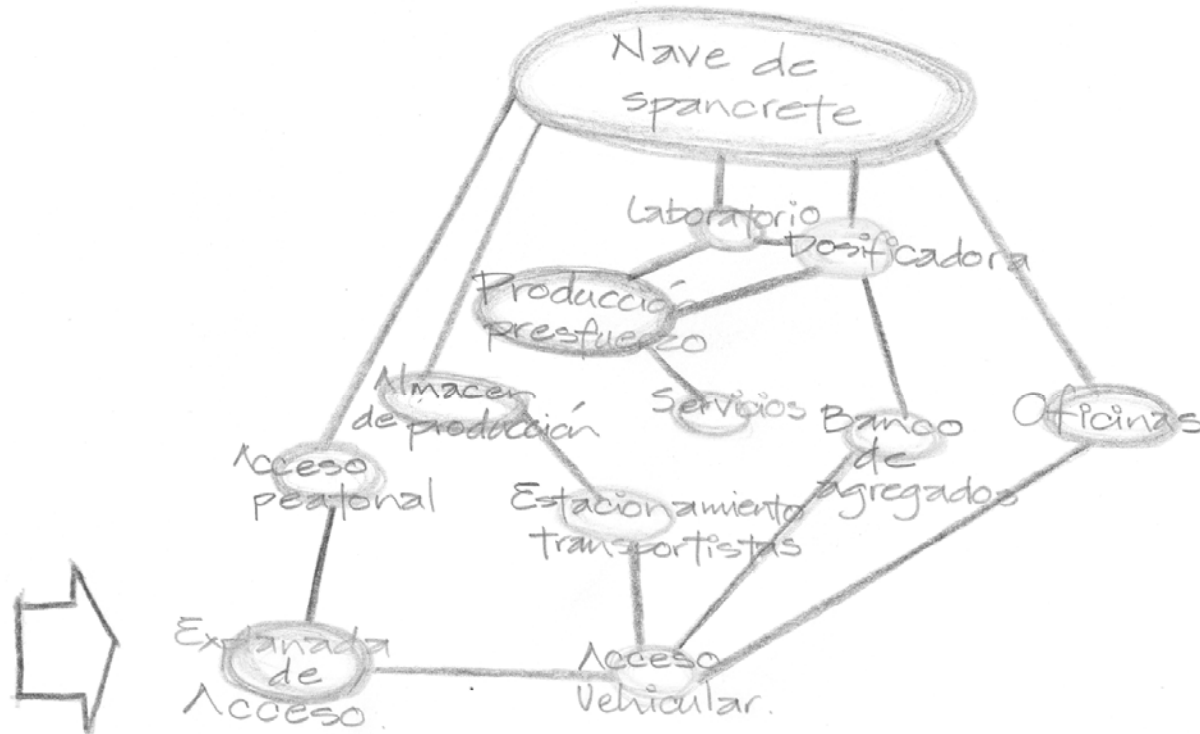 Nave de
spancrete
Laboratorio
Dosificadora
Producción
presfuerzo
Almacen
de producción
Servicios
Banco
de
agregados
Oficinas
Acceso
peatonal
Estacionamiento
transportistas
Explanada
de
Acceso
Acceso
Vehicular.